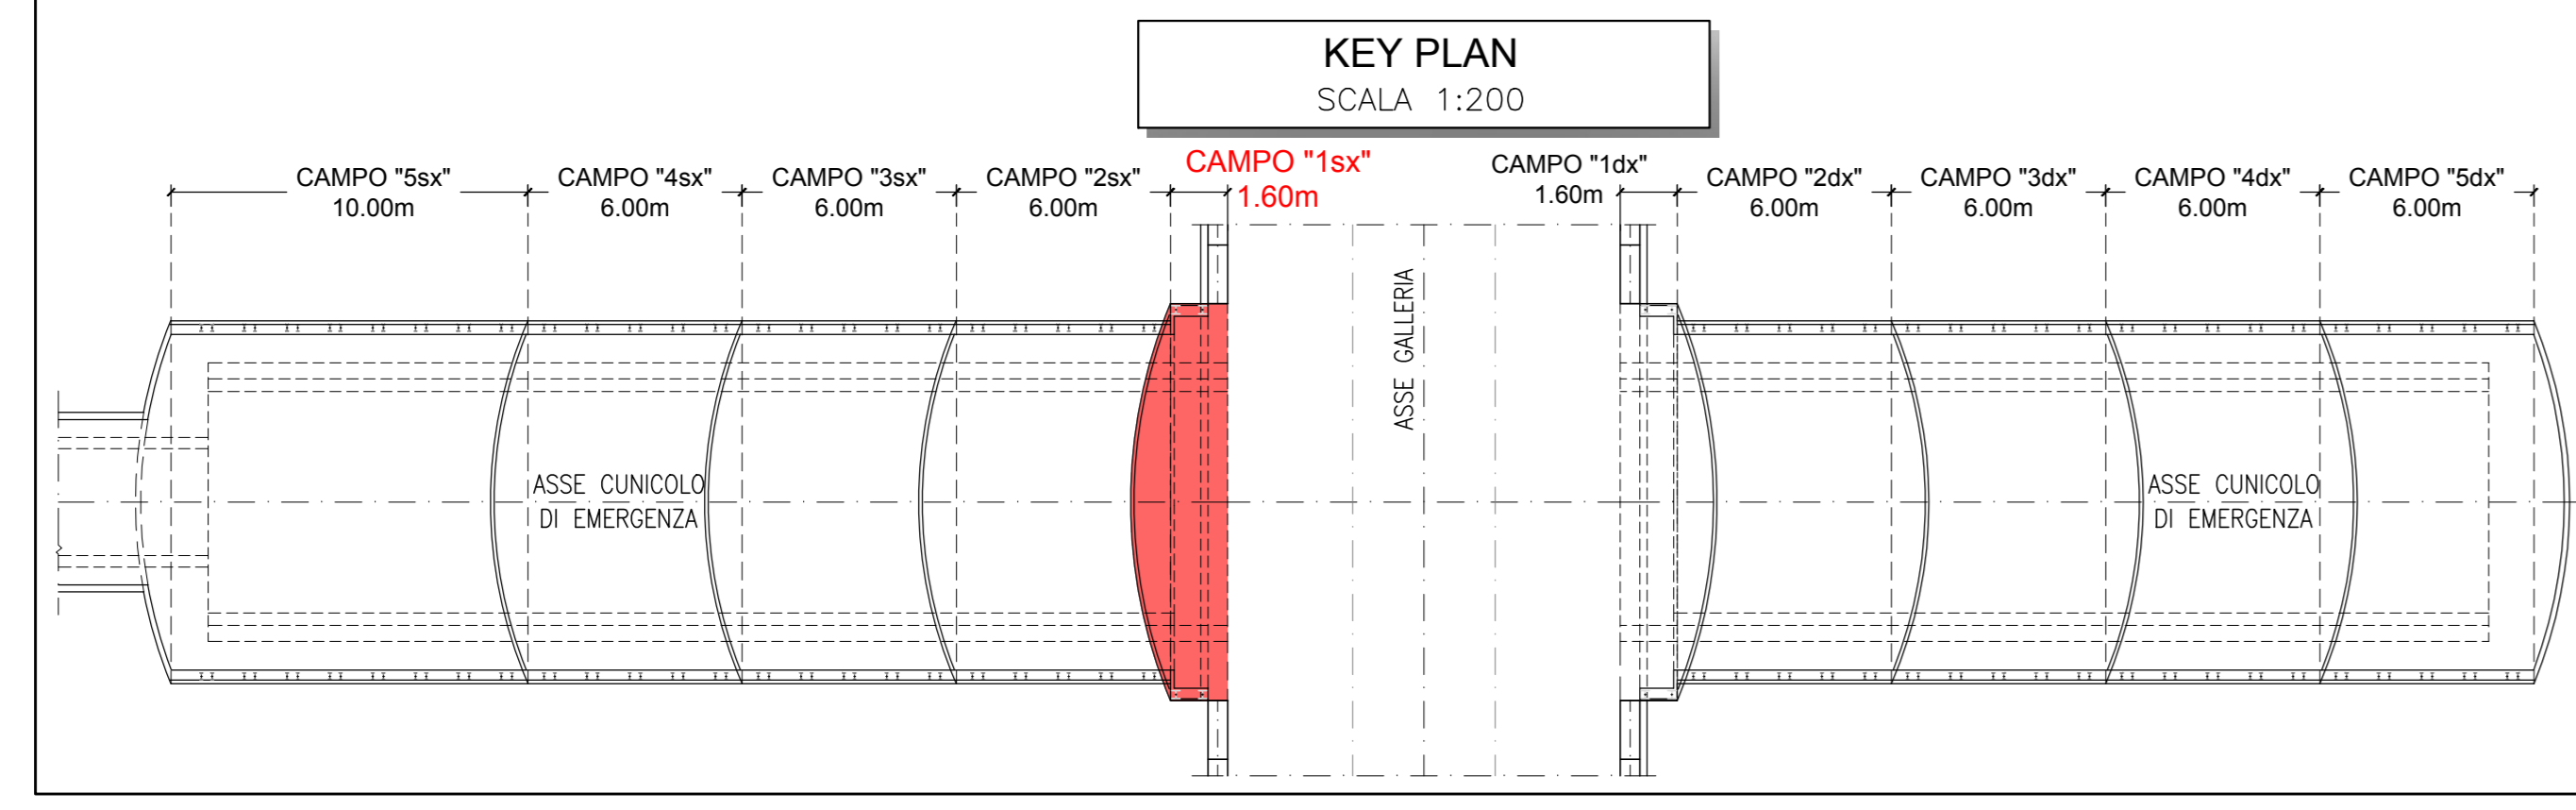 KEY PLAN
SCALA 1:200
CAMPO "5sx"
10.00m
CAMPO "4sx"
6.00m
CAMPO "3sx"
6.00m
CAMPO "2sx"
6.00m
CAMPO "1sx"
1.60m
CAMPO "1dx"
1.60m
CAMPO "2dx"
6.00m
CAMPO "3dx"
6.00m
CAMPO "4dx"
6.00m
CAMPO "5dx"
6.00m
ASSE GALLERIA
ASSE CUNICOLO
DI EMERGENZA
ASSE CUNICOLO
DI EMERGENZA